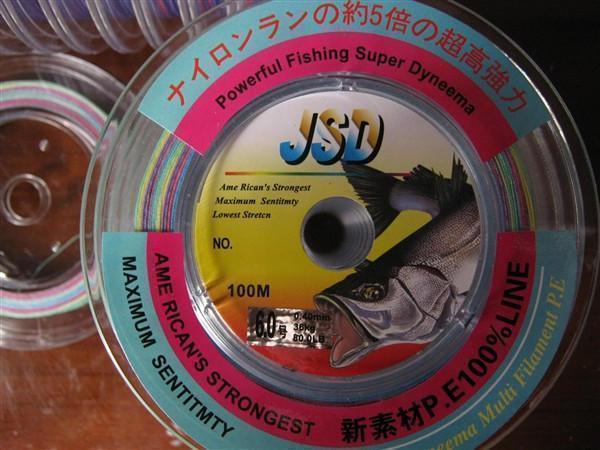 ナイロンランの約5倍の超高強力
Powerful Fishing Super Dyneema
JSD
Ame Rican's Strongest
Maximum Sentitmty
Lowest Stretcn
NO.
100M
6.0号
0.40mm
36kg
80.0LB
AME RICAN'S STRONGEST
MAXIMUM SENTITMTY
新素材P.E100%LINE
Multi Filament P.E